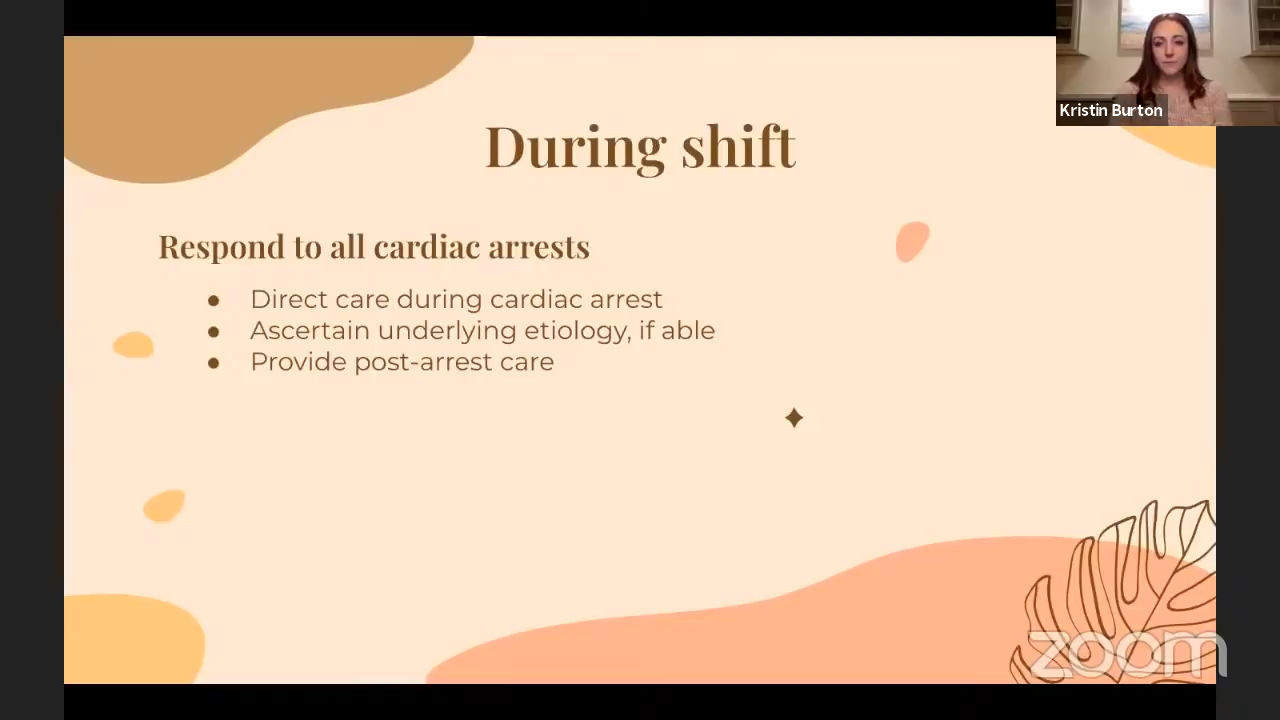 Kristin Burton
During shift
Respond to all cardiac arrests
● Direct care during cardiac arrest
● Ascertain underlying etiology, if able
● Provide post-arrest care
zoom